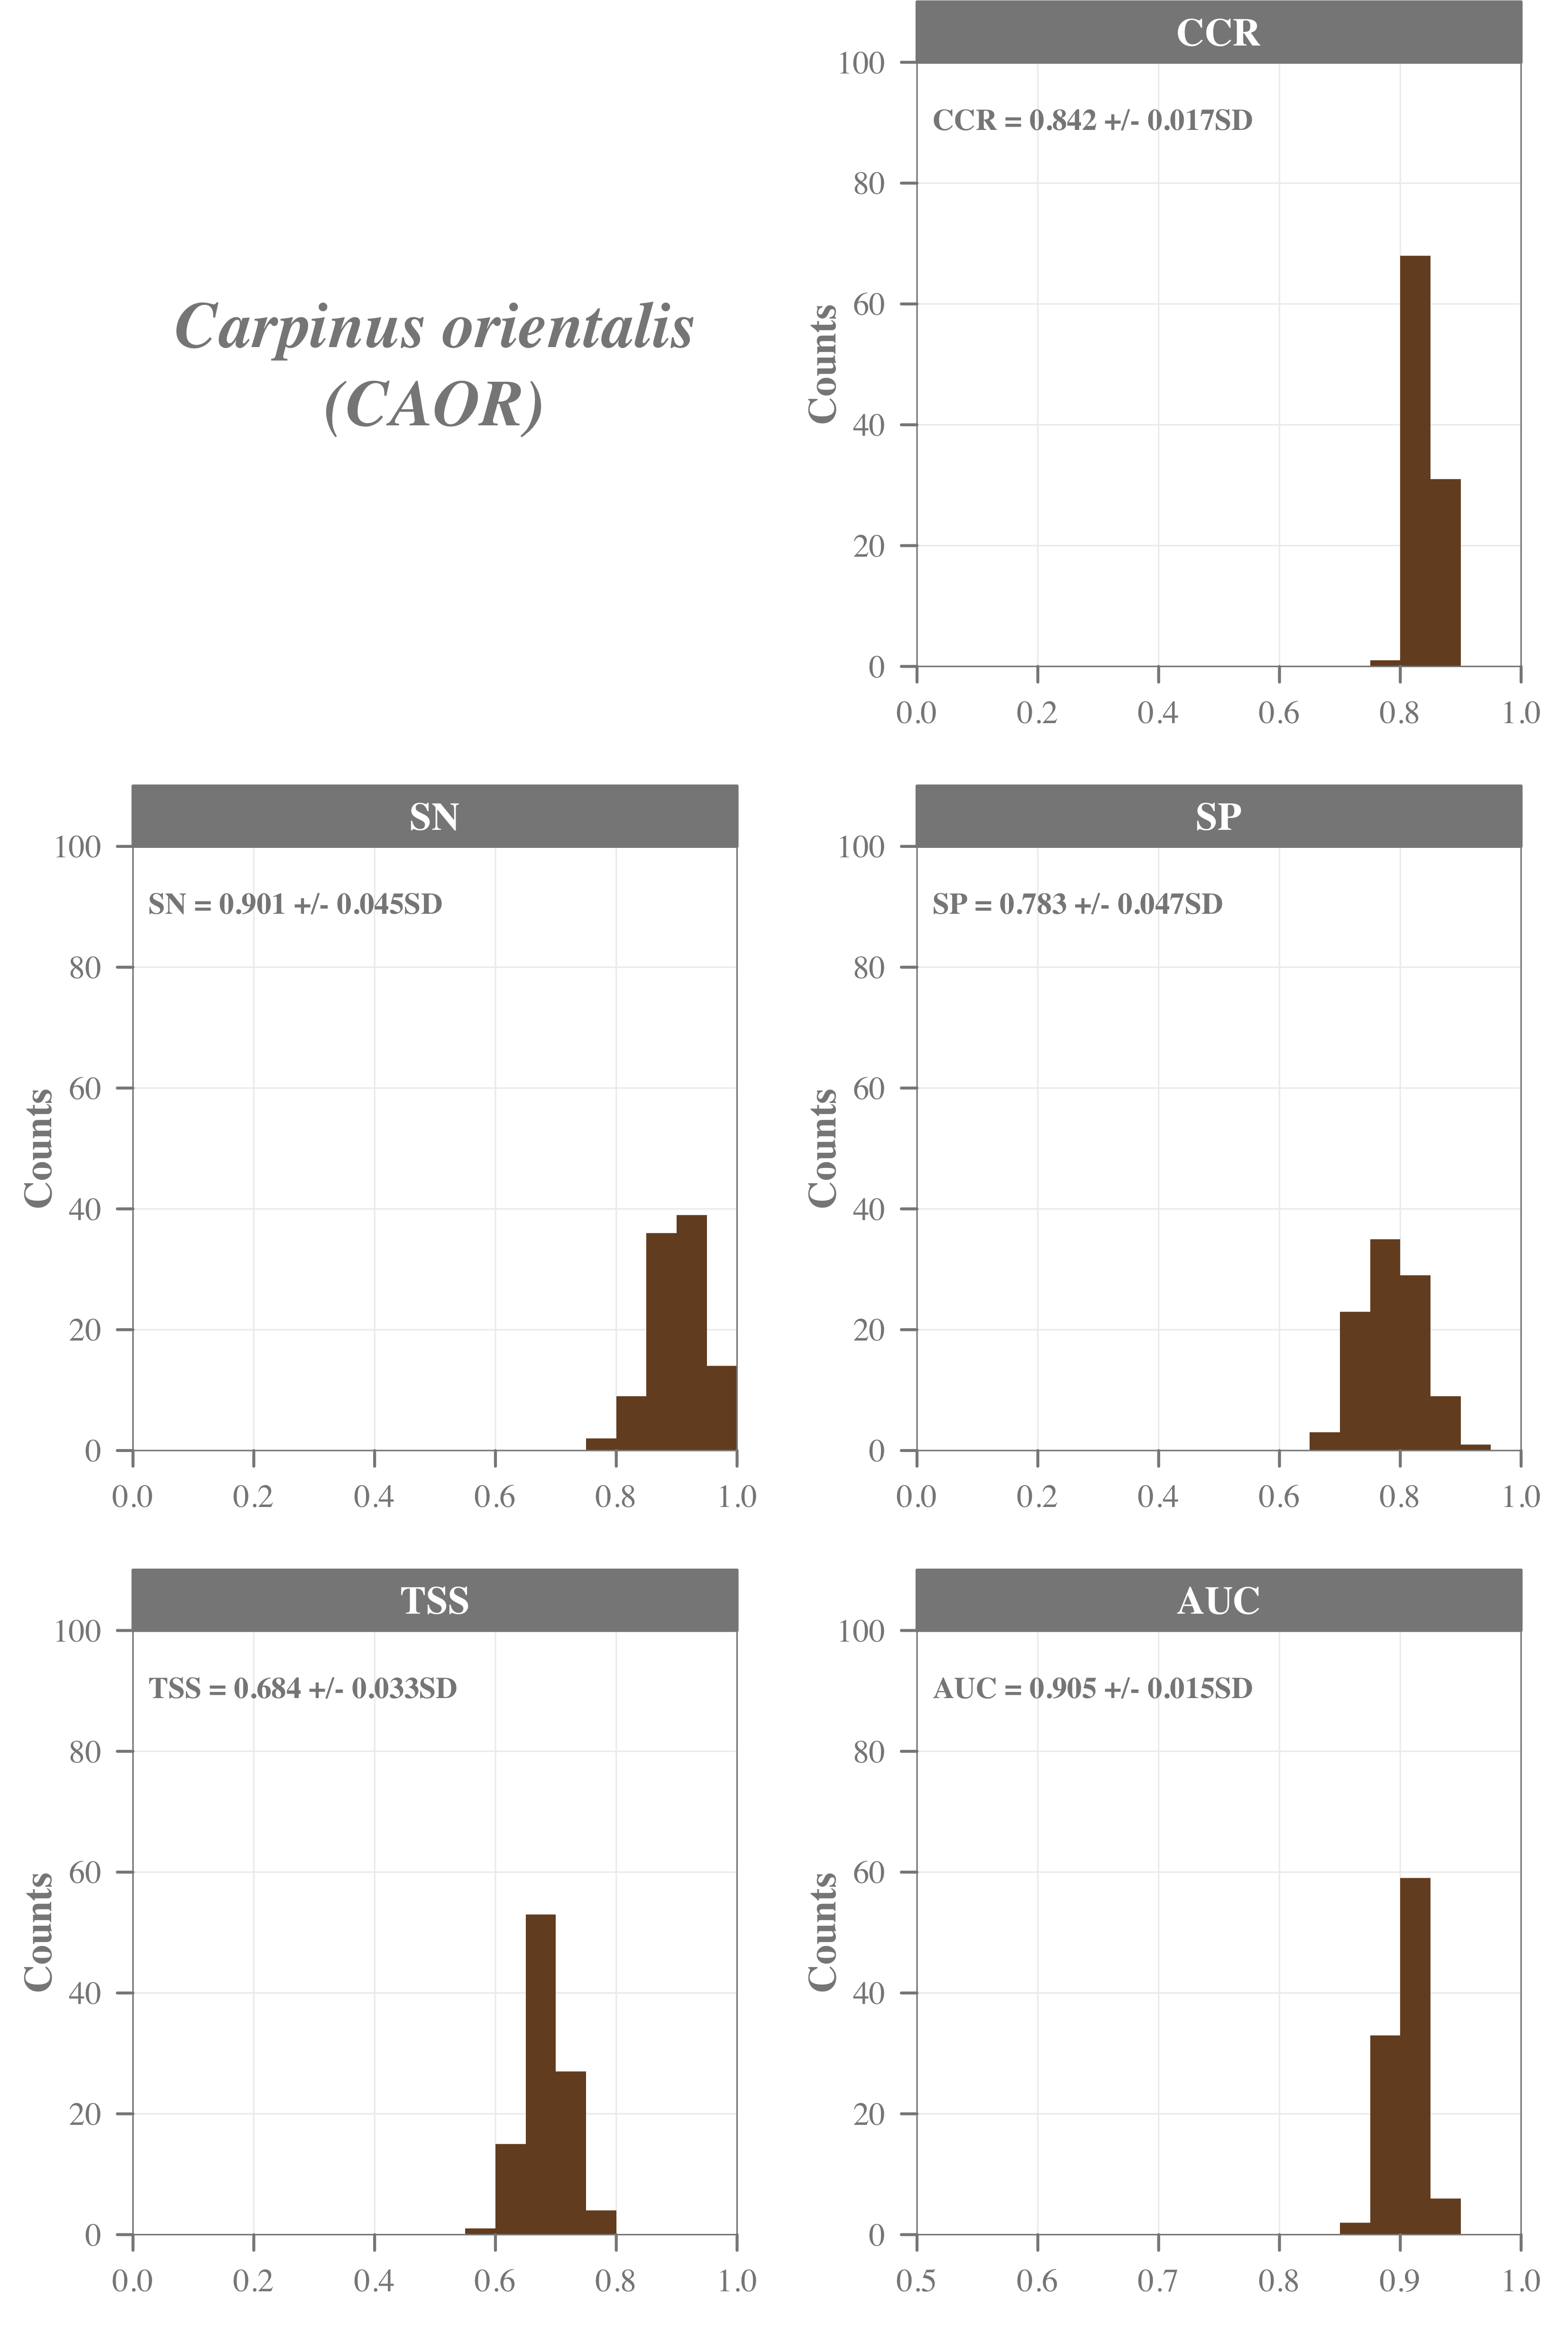 Carpinus orientalis
(CAOR)
CCR
CCR = 0.842 +/- 0.017SD
Counts
100
80
60
40
20
0
0.0 0.2 0.4 0.6 0.8 1.0
SN
SN = 0.901 +/- 0.045SD
Counts
100
80
60
40
20
0
0.0 0.2 0.4 0.6 0.8 1.0
SP
SP = 0.783 +/- 0.047SD
Counts
100
80
60
40
20
0
0.0 0.2 0.4 0.6 0.8 1.0
TSS
TSS = 0.684 +/- 0.033SD
Counts
100
80
60
40
20
0
0.0 0.2 0.4 0.6 0.8 1.0
AUC
AUC = 0.905 +/- 0.015SD
Counts
100
80
60
40
20
0
0.5 0.6 0.7 0.8 0.9 1.0